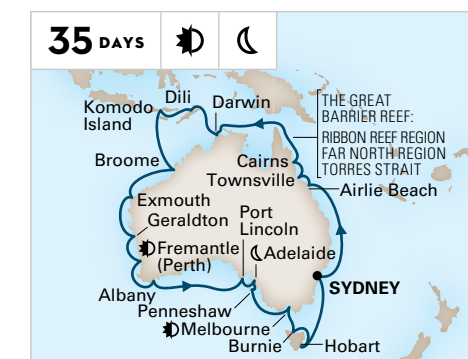 35 DAYS
THE GREAT
BARRIER REEF:
RIBBON REEF REGION
FAR NORTH REGION
TORRES STRAIT
Komodo
Island
Dili
Darwin
Broome
Cairns
Townsville
Airlie Beach
Exmouth
Geraldton
Port
Lincoln
Fremantle
(Perth)
Adelaide
SYDNEY
Albany
Penneshaw
Melbourne
Burnie
Hobart